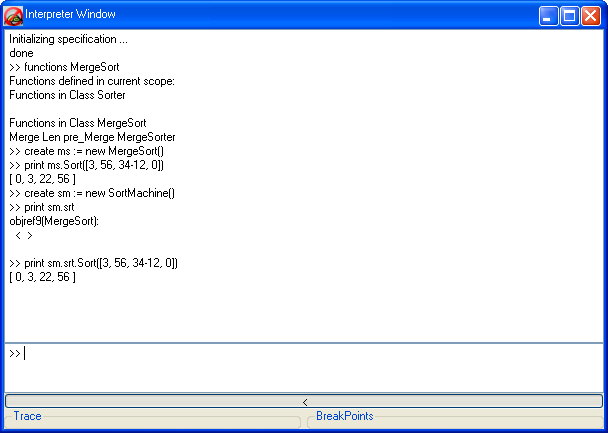 Interpreter Window
Initializing specification ...
done
>> functions MergeSort
Functions defined in current scope:
Functions in Class Sorter
Functions in Class MergeSort
Merge Len pre_Merge MergeSorter
>> create ms := new MergeSort()
>> print ms.Sort([3, 56, 34-12, 0])
[ 0, 3, 22, 56 ]
>> create sm := new SortMachine()
>> print sm.srt
objref9(MergeSort):
< >
>> print sm.srt.Sort([3, 56, 34-12, 0])
[ 0, 3, 22, 56 ]
>>
<
Trace BreakPoints